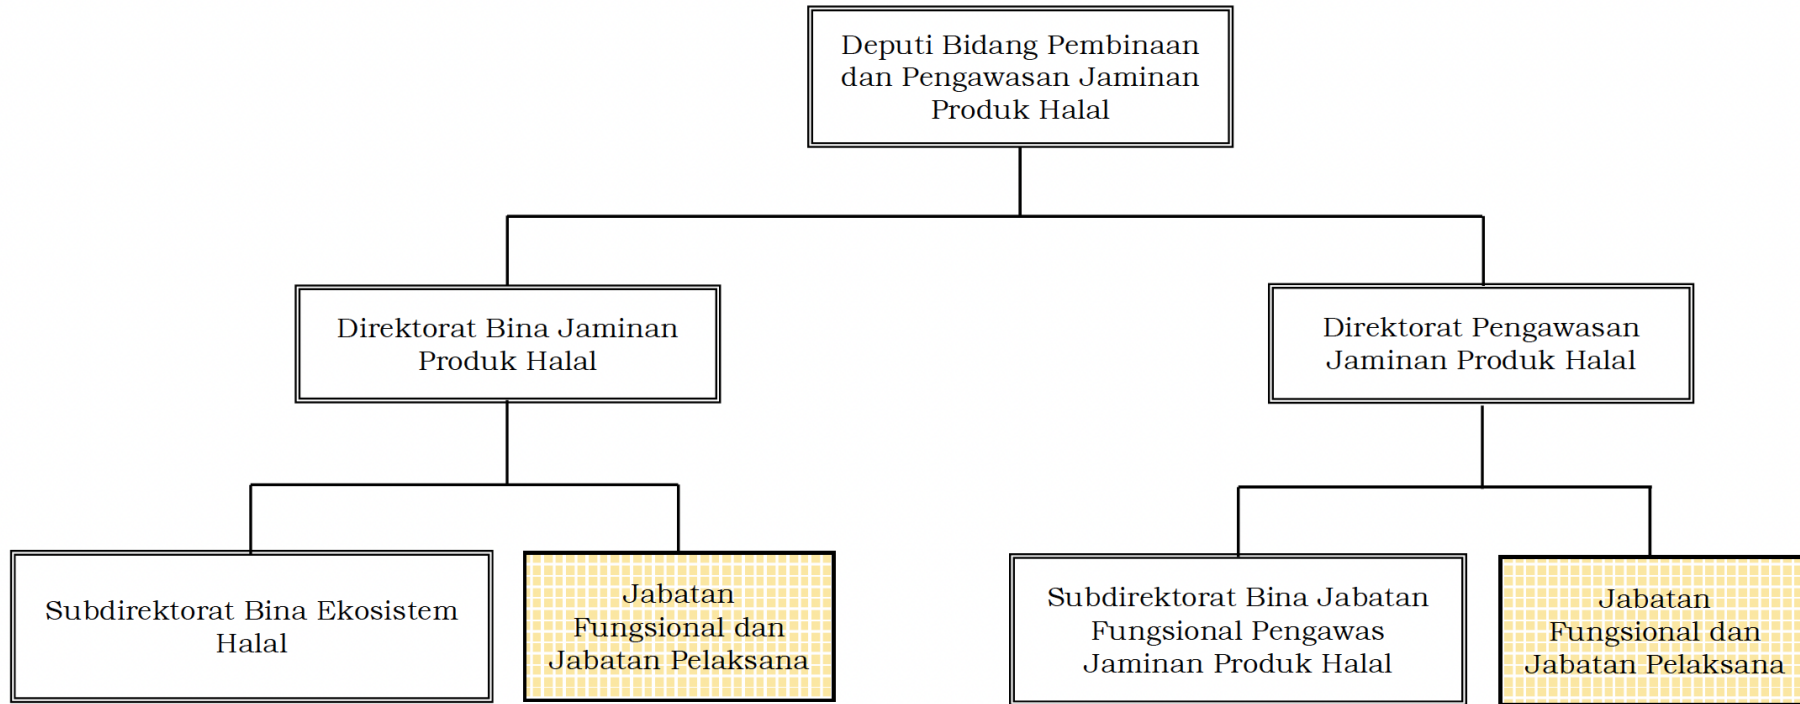 Deputi Bidang Pembinaan
dan Pengawasan Jaminan
Produk Halal
Direktorat Bina Jaminan
Produk Halal
Direktorat Pengawasan
Jaminan Produk Halal
Subdirektorat Bina Ekosistem
Halal
Jabatan
Fungsional dan
Jabatan Pelaksana
Subdirektorat Bina Jabatan
Fungsional Pengawas
Jaminan Produk Halal
Jabatan
Fungsional dan
Jabatan Pelaksana